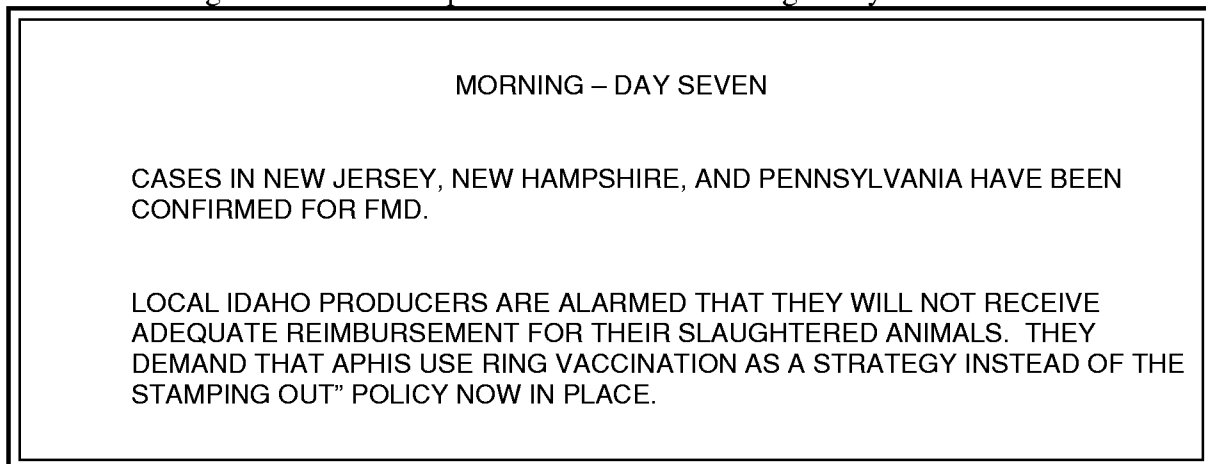 MORNING – DAY SEVEN
CASES IN NEW JERSEY, NEW HAMPSHIRE, AND PENNSYLVANIA HAVE BEEN
CONFIRMED FOR FMD.
LOCAL IDAHO PRODUCERS ARE ALARMED THAT THEY WILL NOT RECEIVE
ADEQUATE REIMBURSEMENT FOR THEIR SLAUGHTERED ANIMALS.  THEY
DEMAND THAT APHIS USE RING VACCINATION AS A STRATEGY INSTEAD OF THE
STAMPING OUT” POLICY NOW IN PLACE.